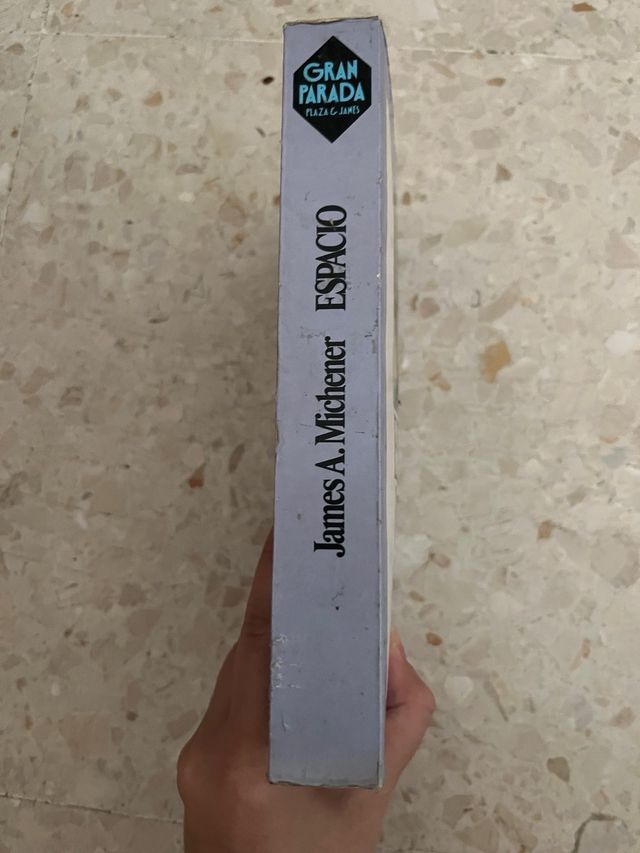 GRAN
PARADA
PLAZA & JANES
James A. Michener ESPACIO